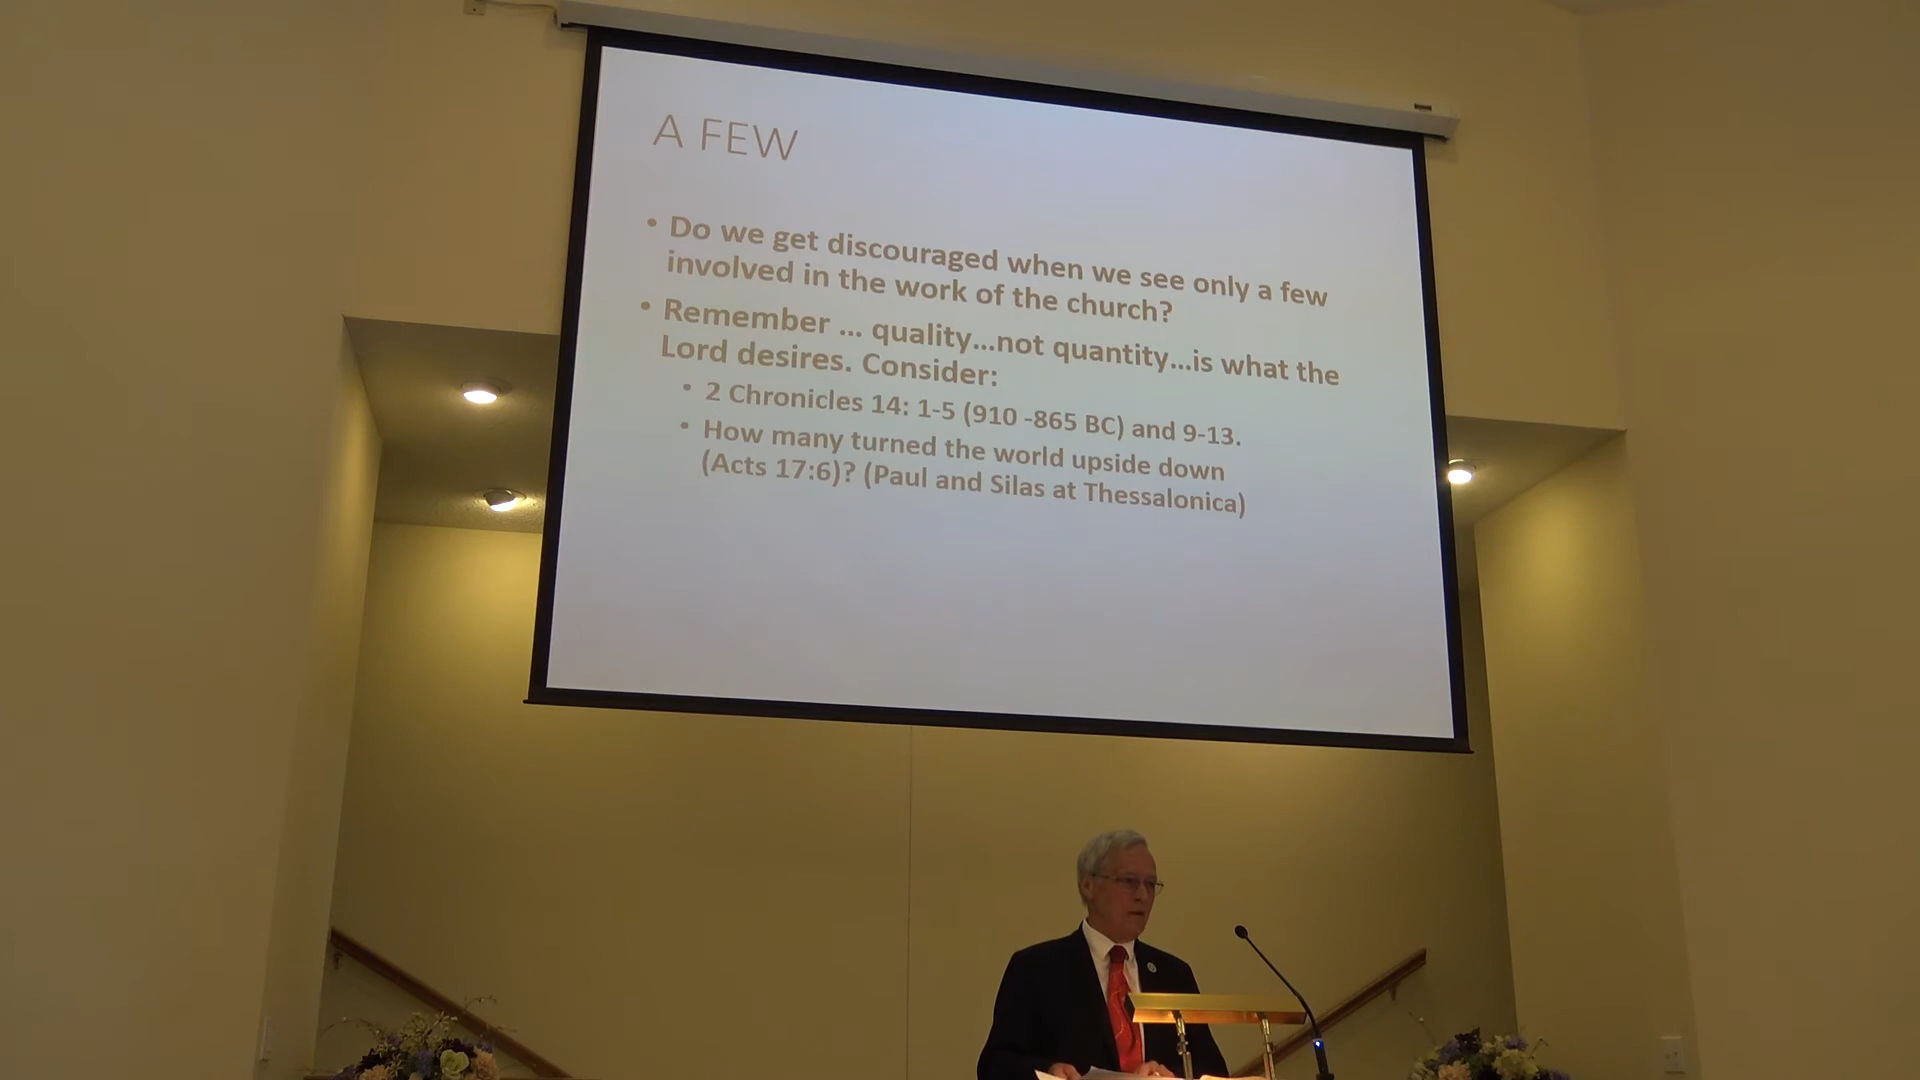 A FEW
• Do we get discouraged when we see only a few
involved in the work of the church?
• Remember ... quality...not quantity...is what the
Lord desires. Consider:
• 2 Chronicles 14: 1-5 (910 -865 BC) and 9-13.
• How many turned the world upside down
(Acts 17:6)? (Paul and Silas at Thessalonica)